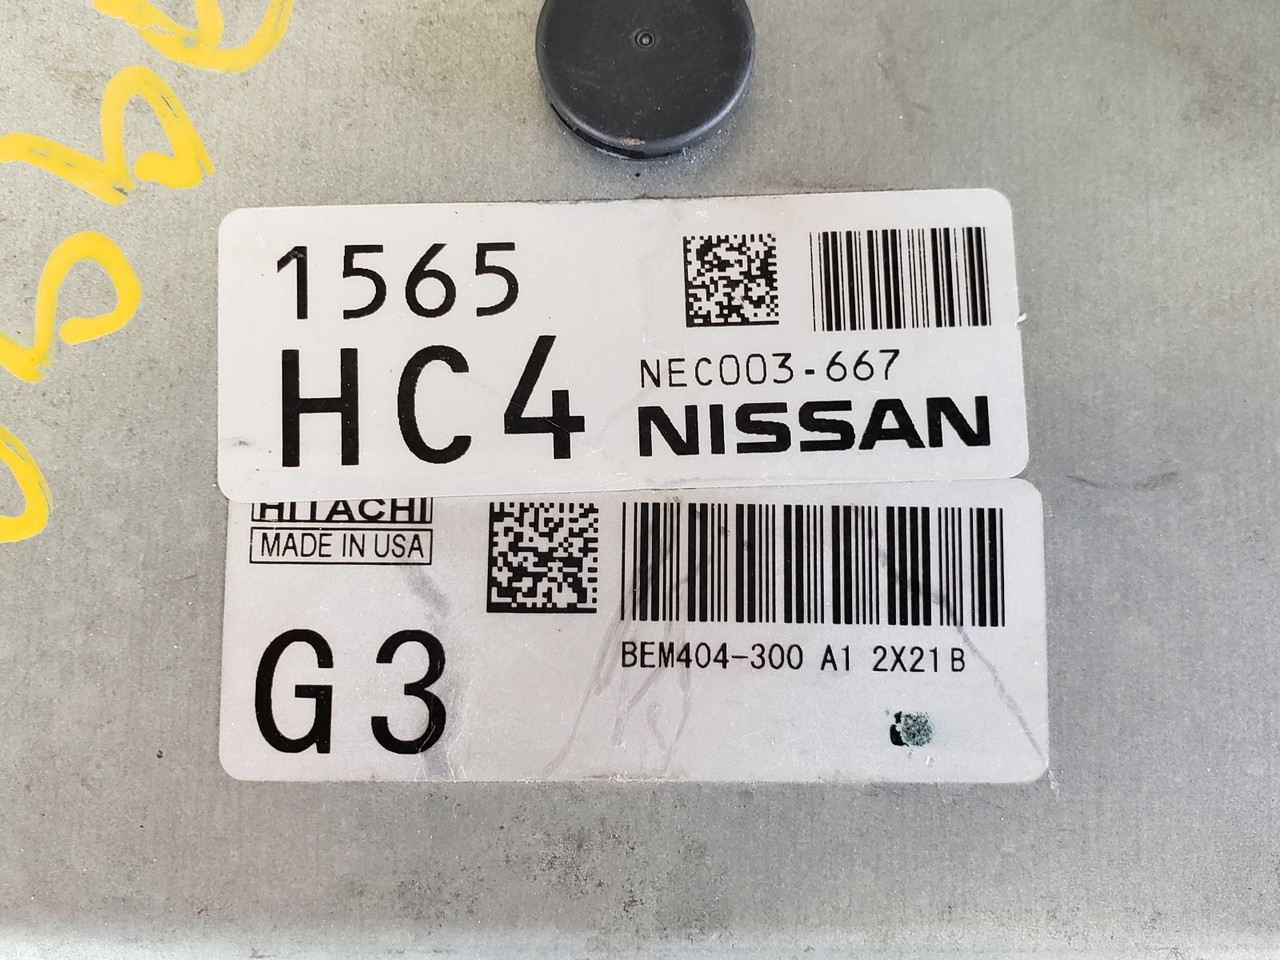 1565
HC4
NEC003-667
NISSAN
HITACHI
MADE IN USA
G3
BEM404-300 A1 2X21B